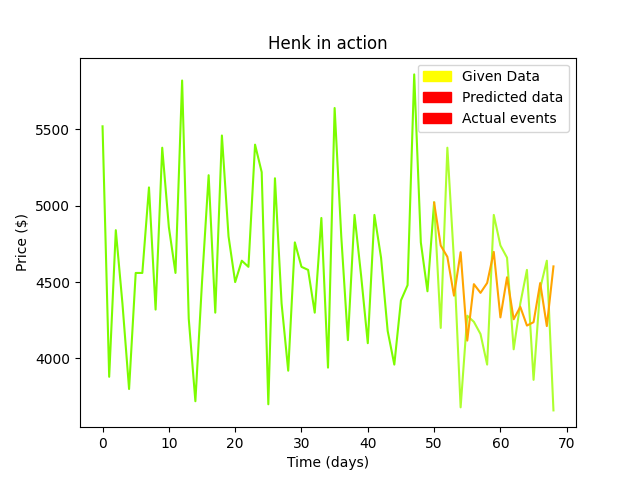 Henk in action
Given Data
Predicted data
Actual events
Price ($)
5500
5000
4500
4000
0 10 20 30 40 50 60 70
Time (days)